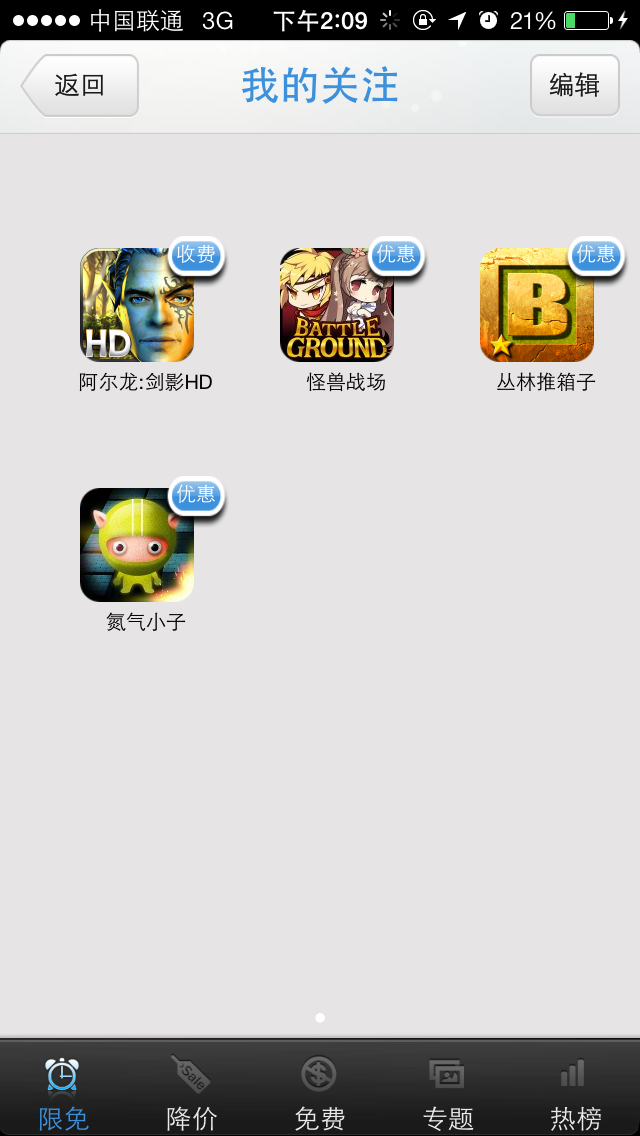 中国联通 3G 下午2:09 21%
返回 我的关注 编辑
收费 优惠 优惠
HD BATTLE GROUND B
阿尔龙:剑影HD 怪兽战场 丛林推箱子
优惠
氮气小子
Sale
限免 降价 免费 专题 热榜